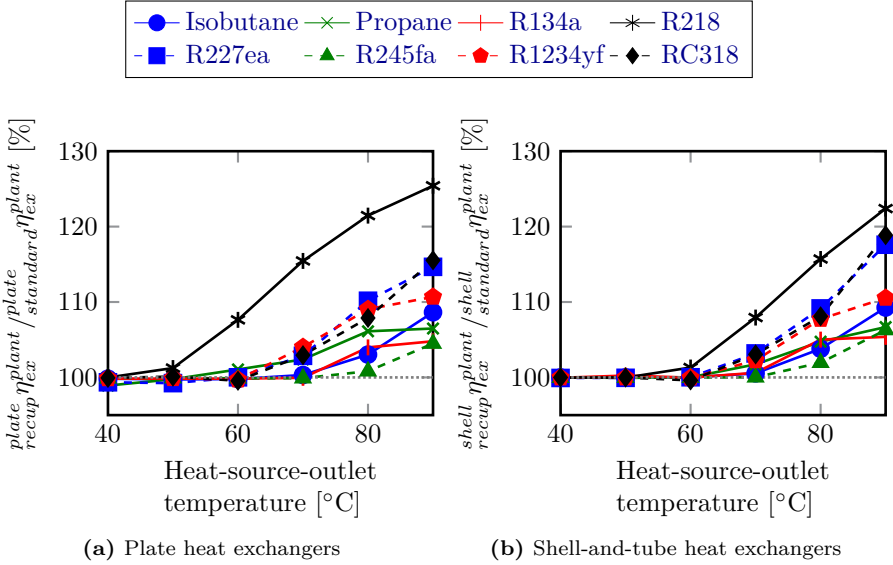 Isobutane Propane R134a R218
R227ea R245fa R1234yf RC318
plate recup η ex plant / plate standard η ex plant [%]
130
120
110
100
40 60 80
Heat-source-outlet
temperature [°C]
(a) Plate heat exchangers
shell recup η ex plant / shell standard η ex plant [%]
130
120
110
100
40 60 80
Heat-source-outlet
temperature [°C]
(b) Shell-and-tube heat exchangers